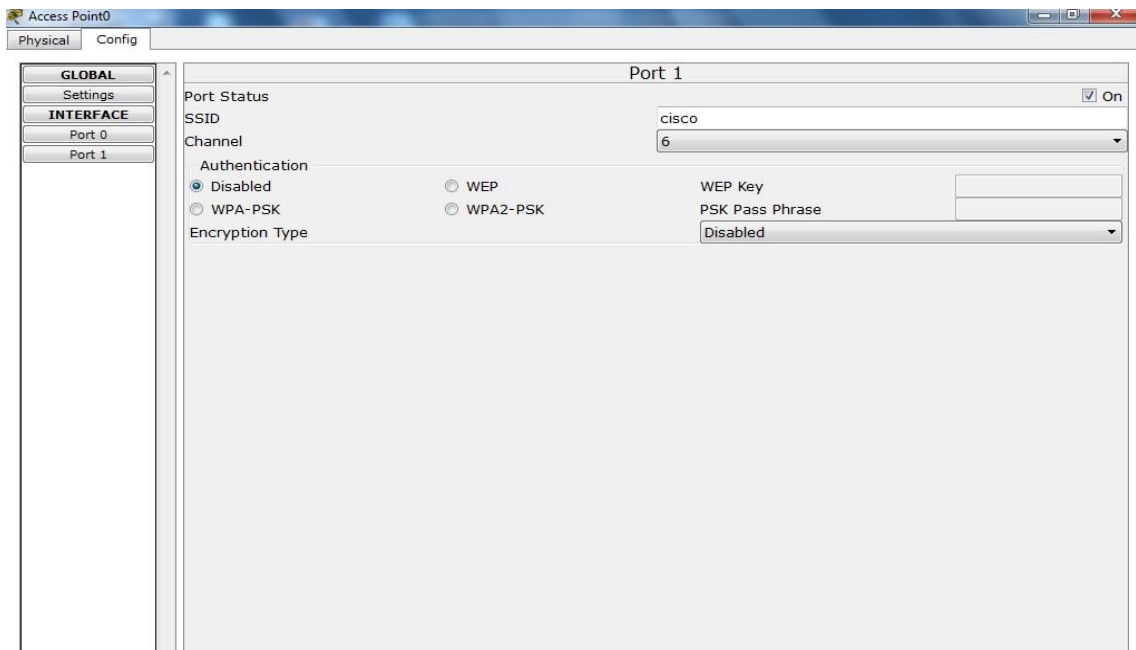 Access Point0
Physical Config
GLOBAL
Settings
INTERFACE
Port 0
Port 1
Port 1
Port Status On
SSID cisco
Channel 6
Authentication
Disabled WEP WEP Key
WPA-PSK WPA2-PSK PSK Pass Phrase
Encryption Type Disabled